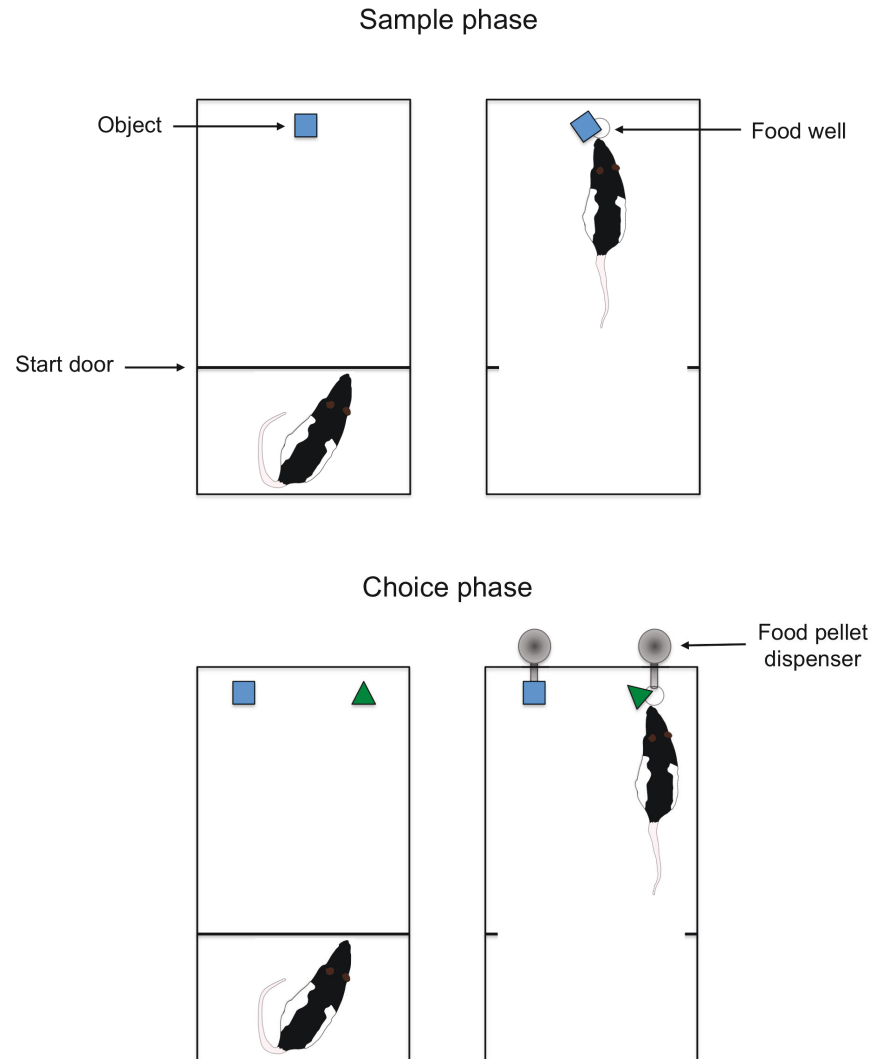 Sample phase
Object
Food well
Start door
Choice phase
Food pellet
dispenser